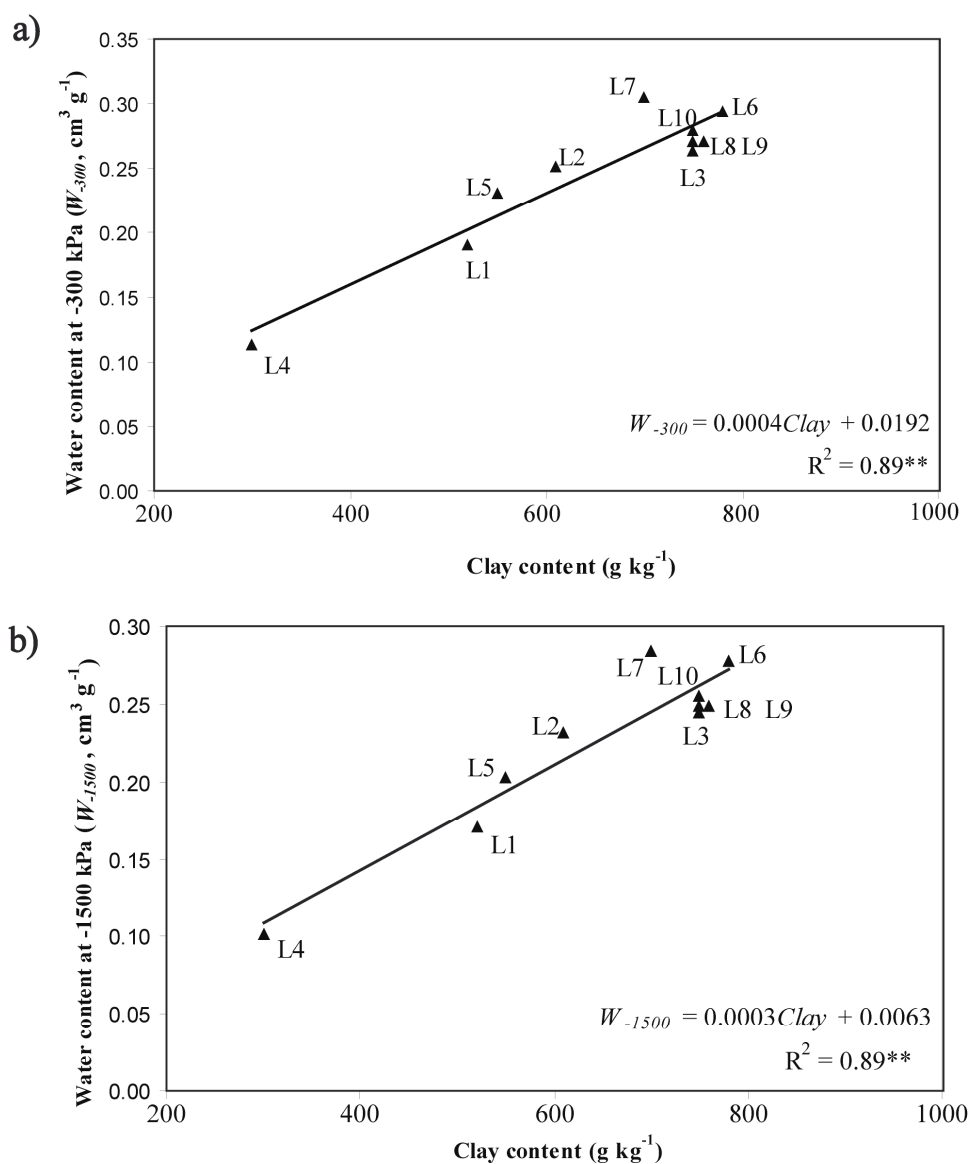 a)
Water content at -300 kPa (W-300, cm³ g⁻¹)
0.35
0.30
0.25
0.20
0.15
0.10
0.05
0.00
L7
L6
L10
L8 L9
L2
L3
L5
L1
L4
W -300 = 0.0004Clay + 0.0192
R² = 0.89**
200 400 600 800 1000
Clay content (g kg⁻¹)
b)
Water content at -1500 kPa (W-1500, cm³ g⁻¹)
0.30
0.25
0.20
0.15
0.10
0.05
0.00
L7
L6
L10
L8 L9
L2
L3
L5
L1
L4
W -1500 = 0.0003Clay + 0.0063
R² = 0.89**
200 400 600 800 1000
Clay content (g kg⁻¹)